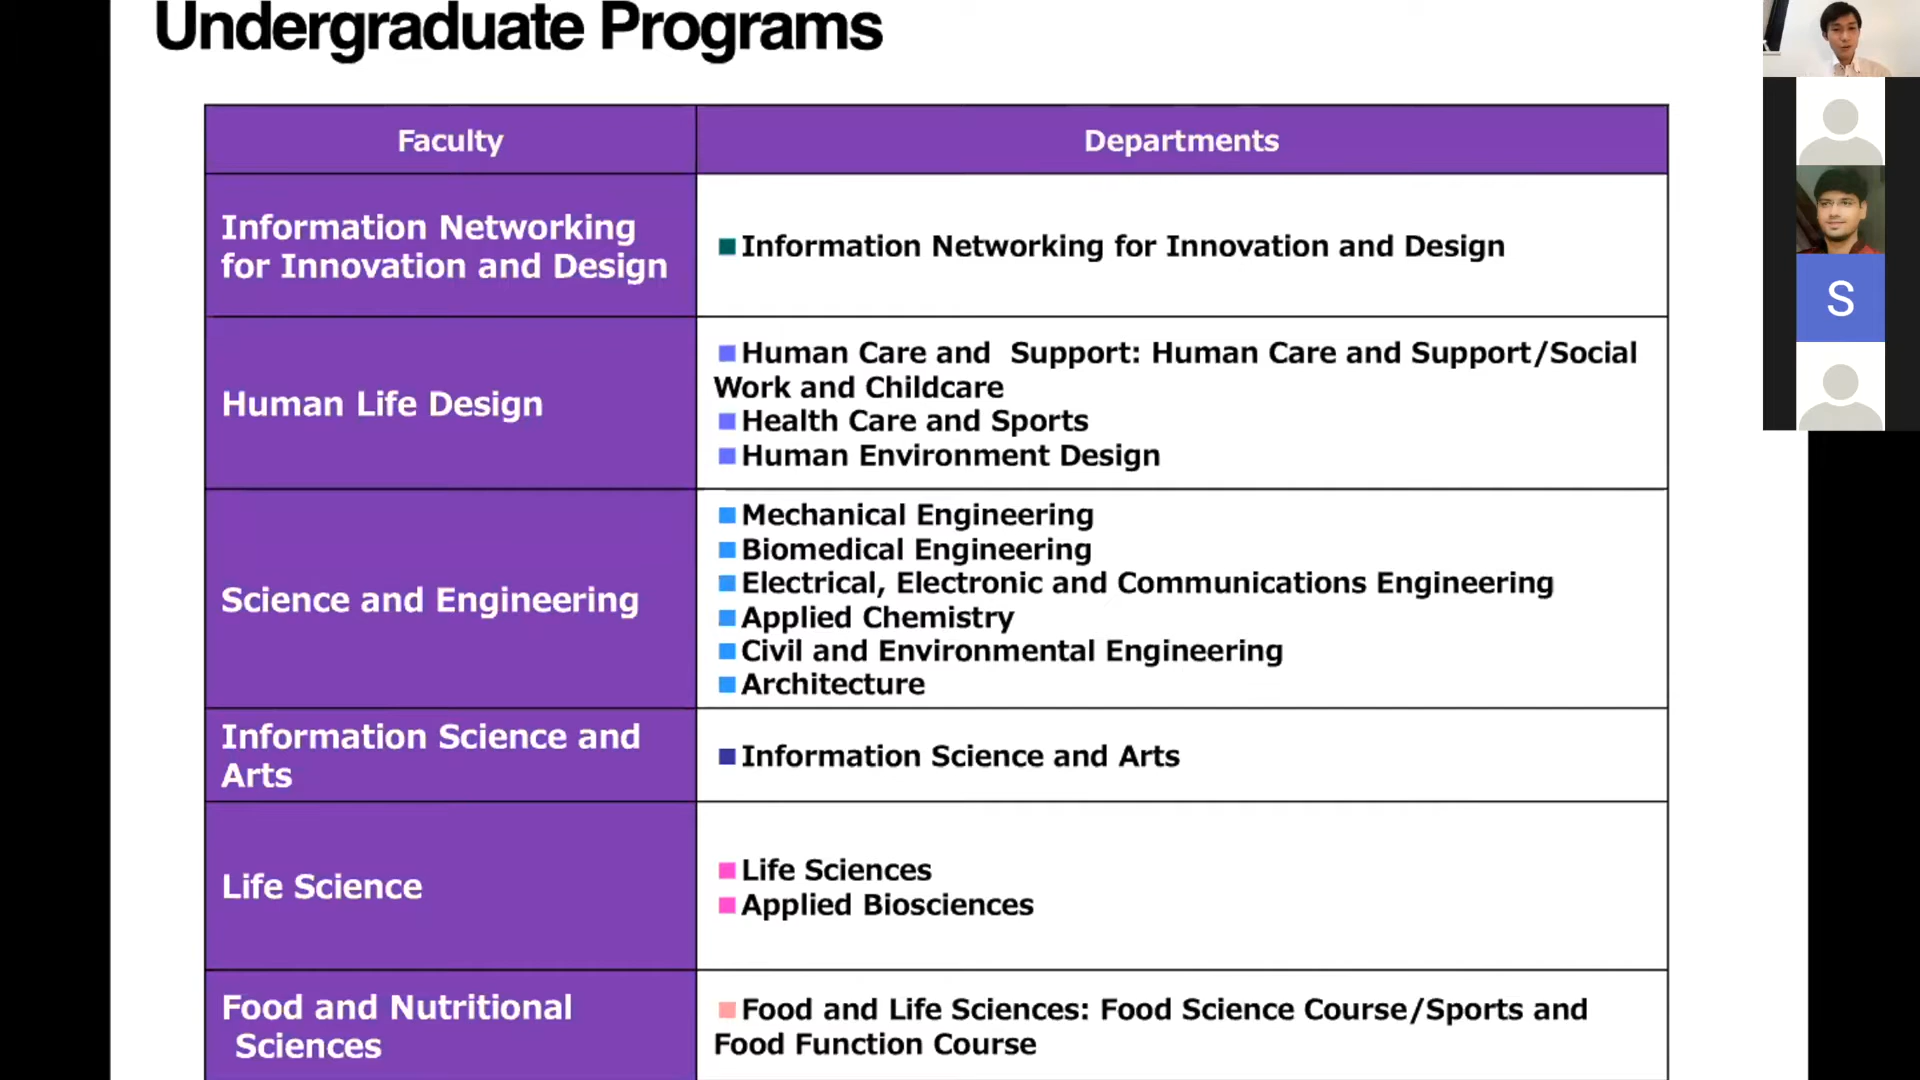 Undergraduate Programs
Faculty
Departments
Information Networking
for Innovation and Design
Information Networking for Innovation and Design
Human Life Design
Human Care and  Support: Human Care and Support/Social
Work and Childcare
Health Care and Sports
Human Environment Design
Science and Engineering
Mechanical Engineering
Biomedical Engineering
Electrical, Electronic and Communications Engineering
Applied Chemistry
Civil and Environmental Engineering
Architecture
Information Science and
Arts
Information Science and Arts
Life Science
Life Sciences
Applied Biosciences
Food and Nutritional
Sciences
Food and Life Sciences: Food Science Course/Sports and
Food Function Course
S